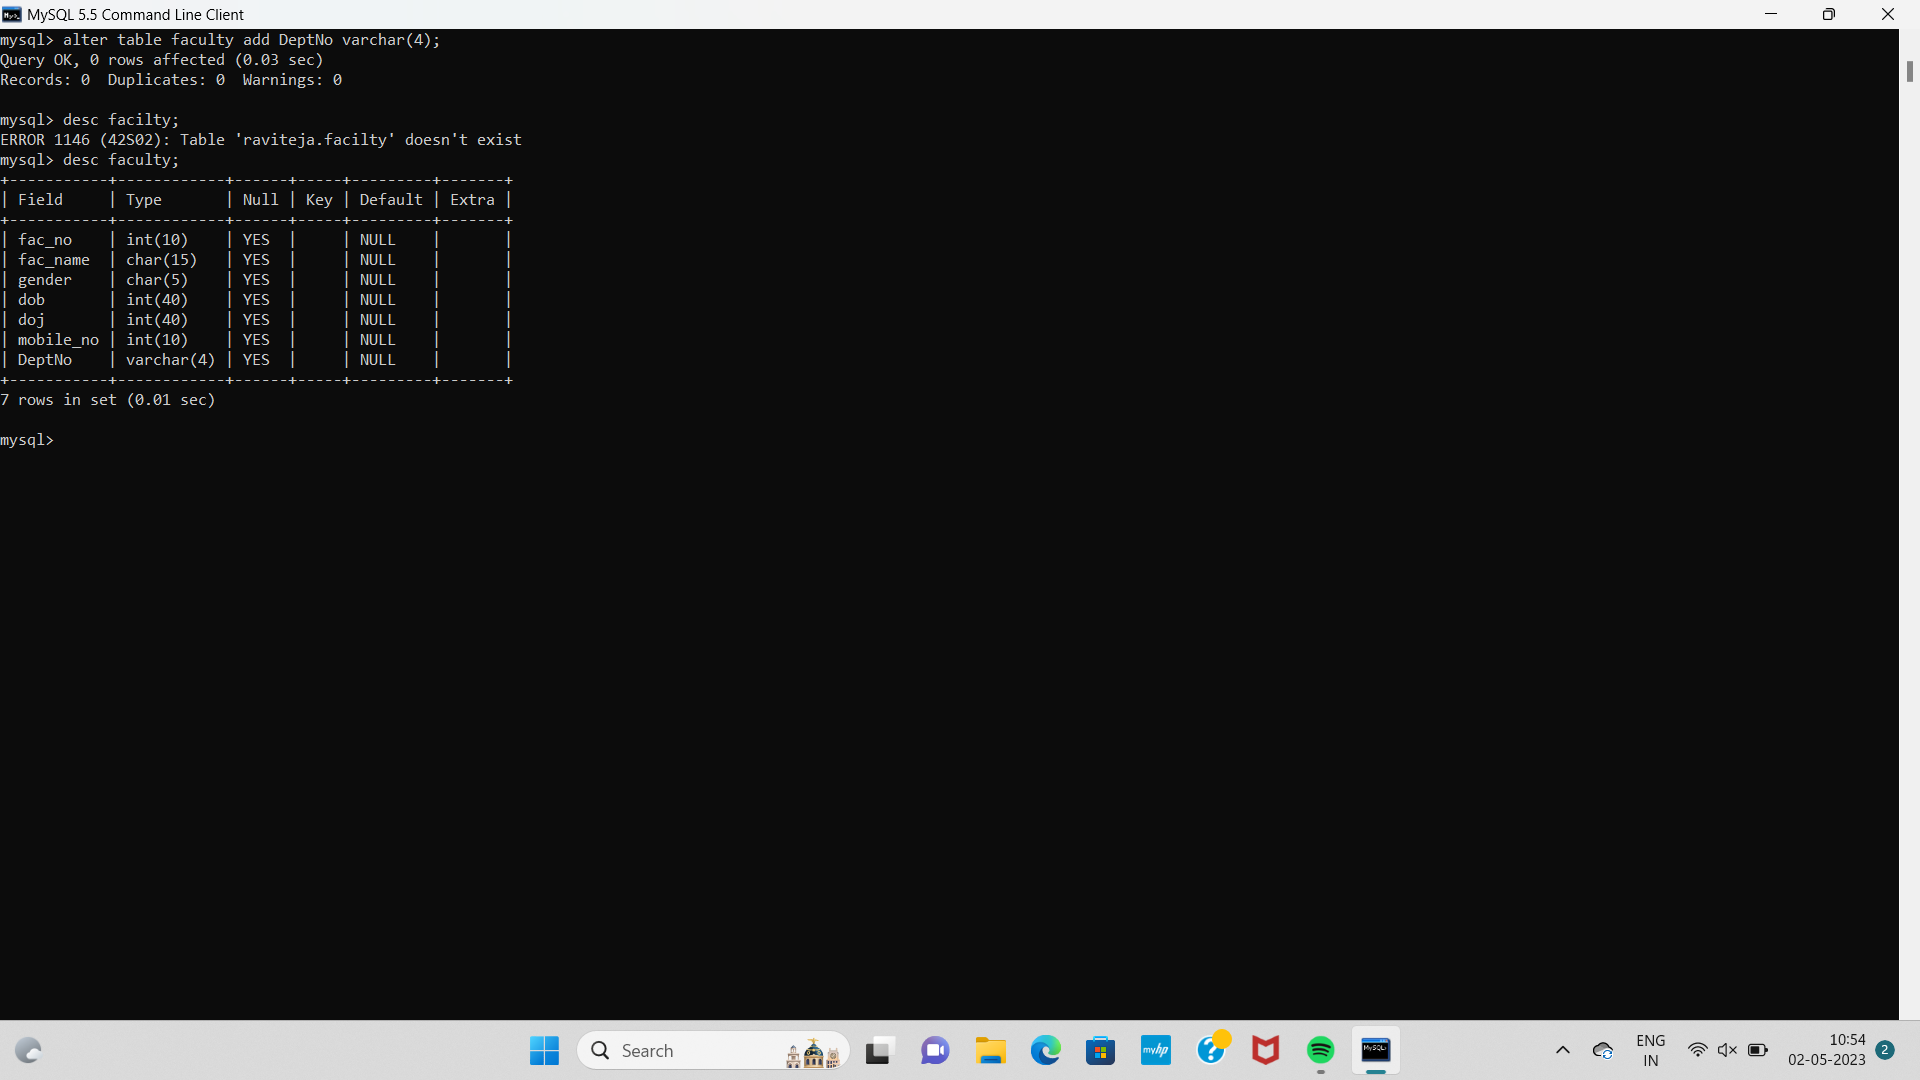 MySQL 5.5 Command Line Client
mysql> alter table faculty add DeptNo varchar(4);
Query OK, 0 rows affected (0.03 sec)
Records: 0  Duplicates: 0  Warnings: 0
mysql> desc facilty;
ERROR 1146 (42S02): Table 'raviteja.facilty' doesn't exist
mysql> desc faculty;
+-----------+------------+------+-----+---------+-------+
| Field     | Type       | Null | Key | Default | Extra |
+-----------+------------+------+-----+---------+-------+
| fac_no    | int(10)    | YES  |     | NULL    |       |
| fac_name  | char(15)   | YES  |     | NULL    |       |
| gender    | char(5)    | YES  |     | NULL    |       |
| dob       | int(40)    | YES  |     | NULL    |       |
| doj       | int(40)    | YES  |     | NULL    |       |
| mobile_no | int(10)    | YES  |     | NULL    |       |
| DeptNo    | varchar(4) | YES  |     | NULL    |       |
+-----------+------------+------+-----+---------+-------+
7 rows in set (0.01 sec)
mysql>
Search
myhp
MySQL
ENG
IN
10:54
02-05-2023
2